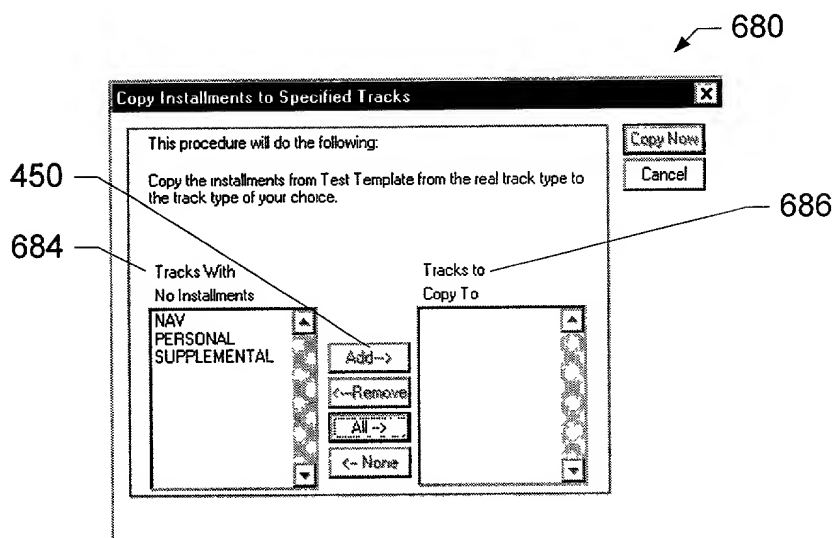 680
Copy Installments to Specified Tracks
This procedure will do the following:
Copy Now
Copy the installments from Test Template from the real track type to
the track type of your choice.
Cancel
450
684
686
Tracks With
No Installments
Tracks to
Copy To
NAV
PERSONAL
SUPPLEMENTAL
Add-->
<--Remove
All -->
<-- None